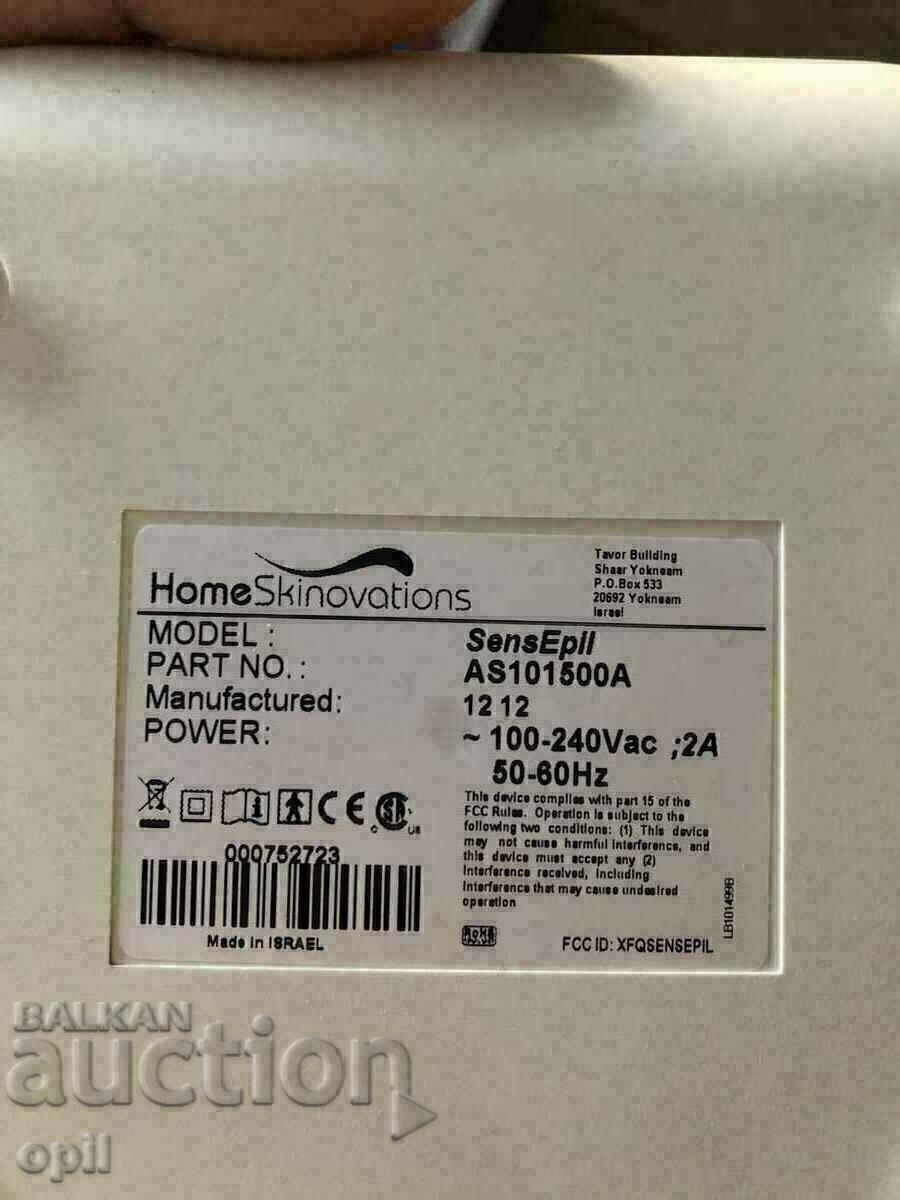 HomeSkinovations
Tavor Building
Shaar Yokneam
P.O.Box 533
20692 Yokneam
Israel
MODEL : SensEpil
PART NO. : AS101500A
Manufactured: 12 12
POWER: ~ 100-240Vac ;2A
50-60Hz
This device complies with part 15 of the
FCC Rules. Operation is subject to the
following two conditions: (1) This device
may not cause harmful interference, and
this device must accept any (2)
Interference received, including
Interference that may cause undesired
operation
CE
C SA US
000752723
Made in ISRAEL
RoHS
FCC ID: XFQSENSEPIL
LB101499B
BALKAN
auction
opil